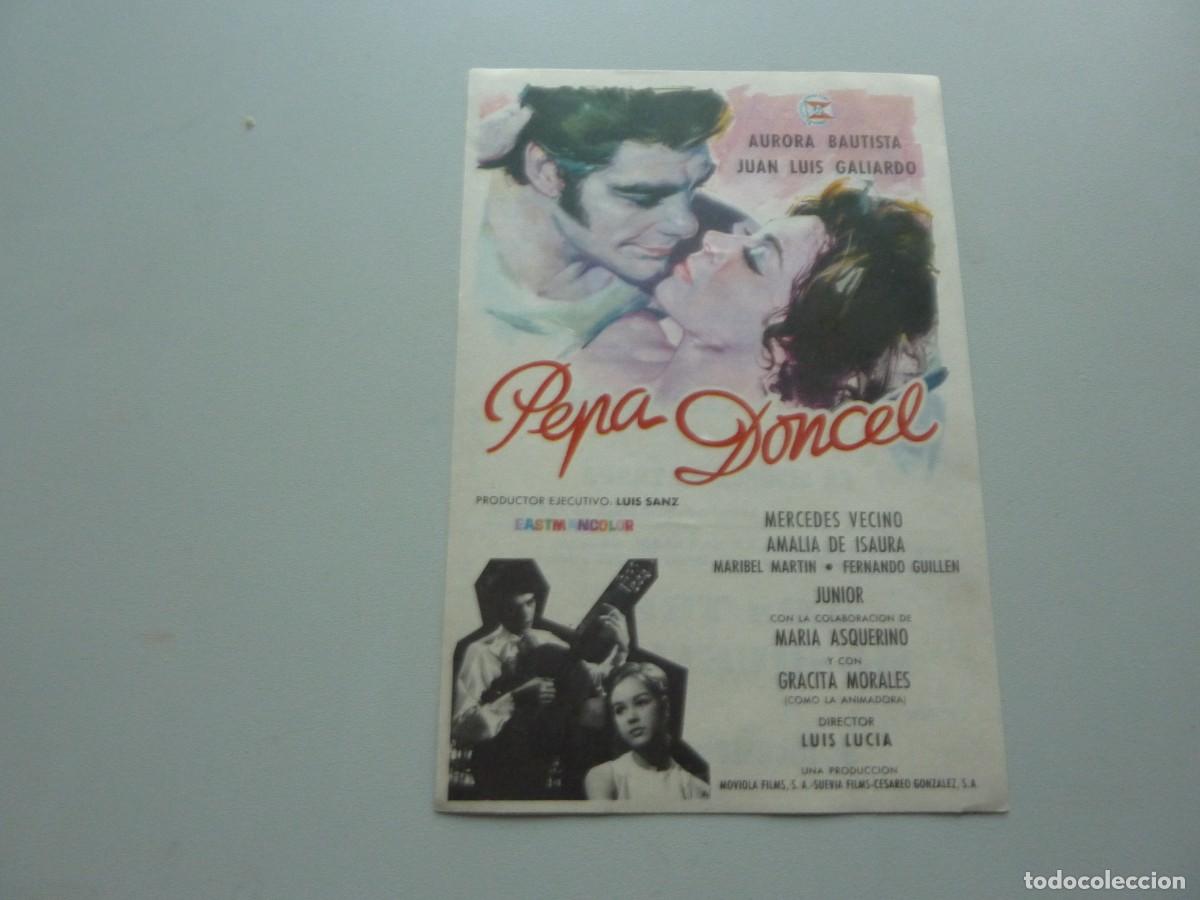 AURORA BAUTISTA
JUAN LUIS GALIARDO
Pepa Doncel
PRODUCTOR EJECUTIVO: LUIS SANZ
EASTMANCOLOR
MERCEDES VECINO
AMALIA DE ISAURA
MARIBEL MARTIN • FERNANDO GUILLEN
JUNIOR
CON LA COLABORACION DE
MARIA ASQUERINO
Y CON
GRACITA MORALES
(COMO LA ANIMADORA)
DIRECTOR
LUIS LUCIA
UNA PRODUCCION
MOVIOLA FILMS, S. A.-SUEVIA FILMS-CESAREO GONZALEZ, S.A.
todocoleccion